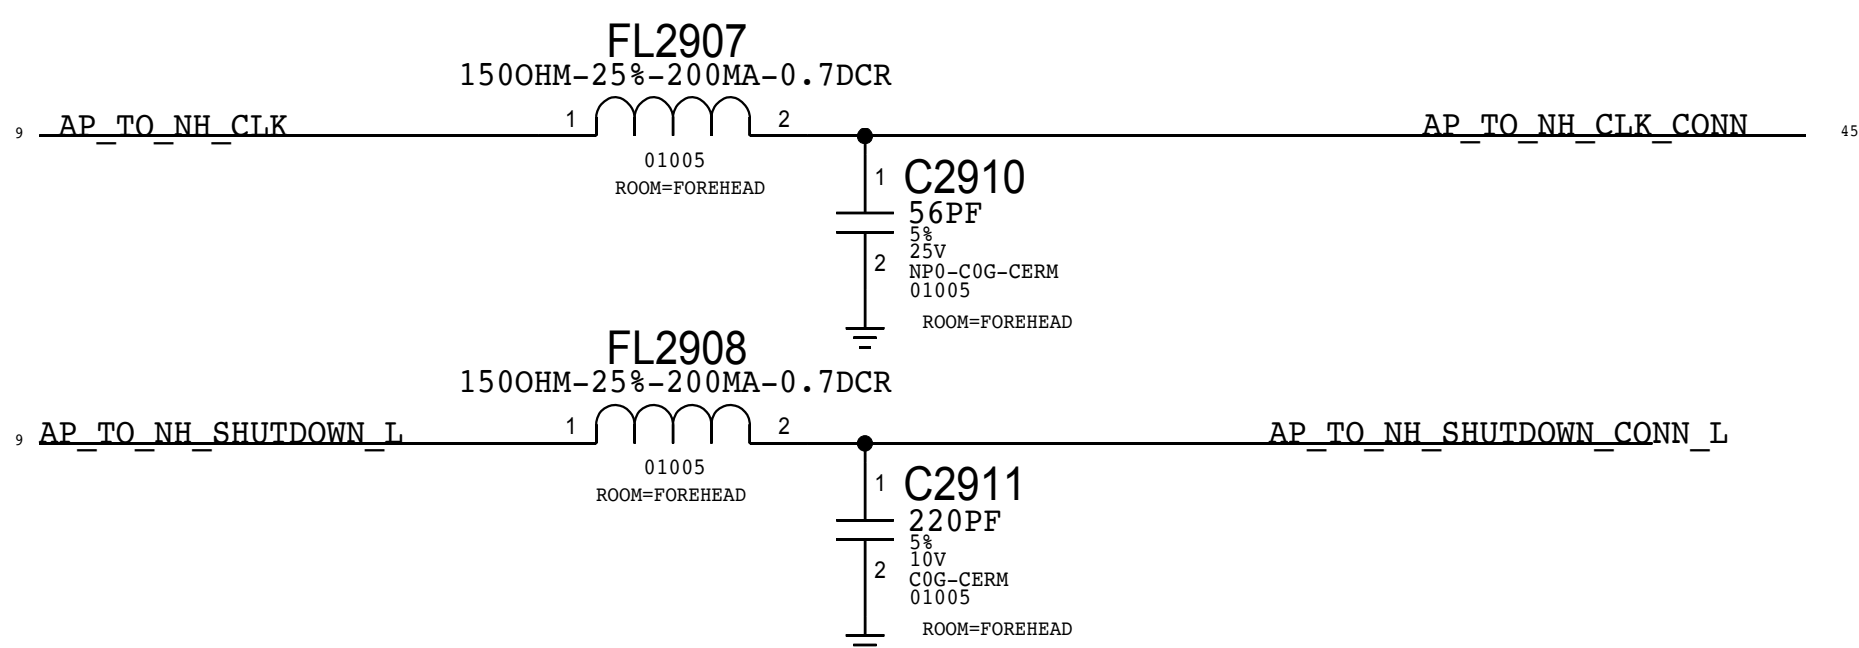 FL2907
150OHM-25%-200MA-0.7DCR
9 AP_TO_NH_CLK 1 2 AP_TO_NH_CLK_CONN 45
01005
ROOM=FOREHEAD
1 C2910
56PF
5%
25V
2 NP0-C0G-CERM
01005
ROOM=FOREHEAD
FL2908
150OHM-25%-200MA-0.7DCR
9 AP_TO_NH_SHUTDOWN_L 1 2 AP_TO_NH_SHUTDOWN_CONN_L
01005
ROOM=FOREHEAD
1 C2911
220PF
5%
10V
2 C0G-CERM
01005
ROOM=FOREHEAD